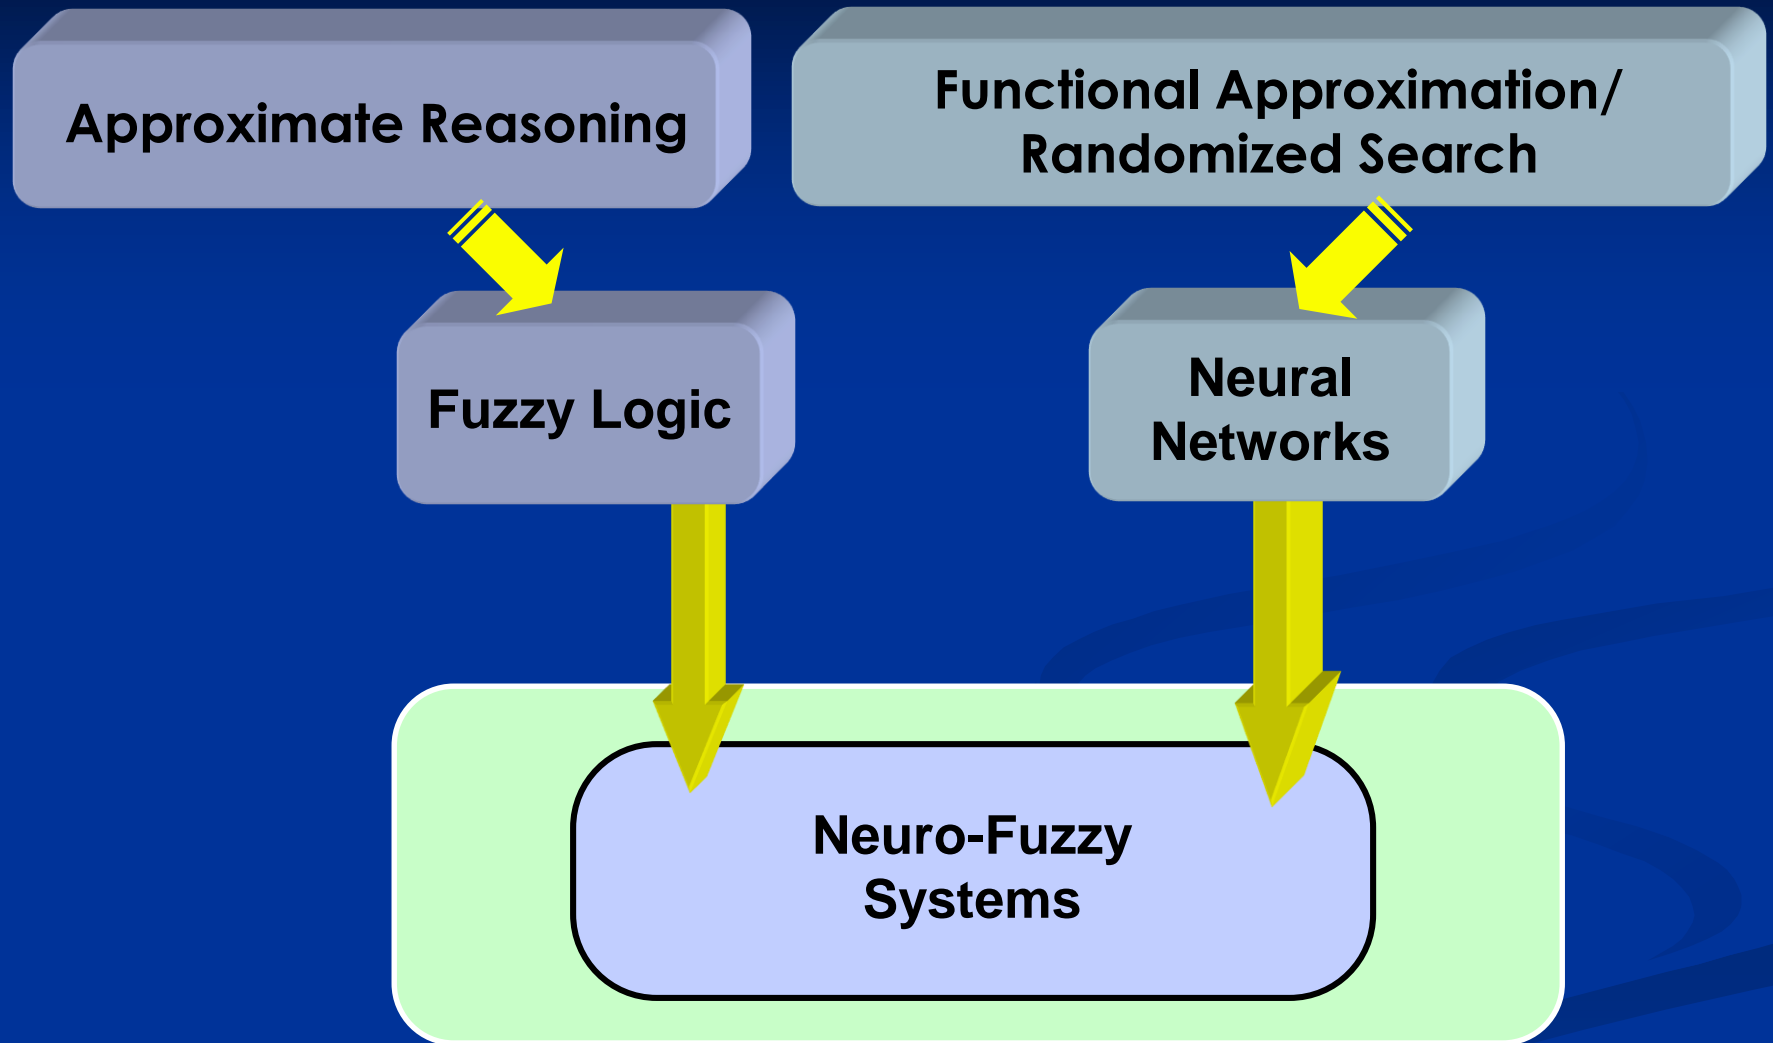 Approximate Reasoning
Functional Approximation/
Randomized Search
Fuzzy Logic
Neural
Networks
Neuro-Fuzzy
Systems